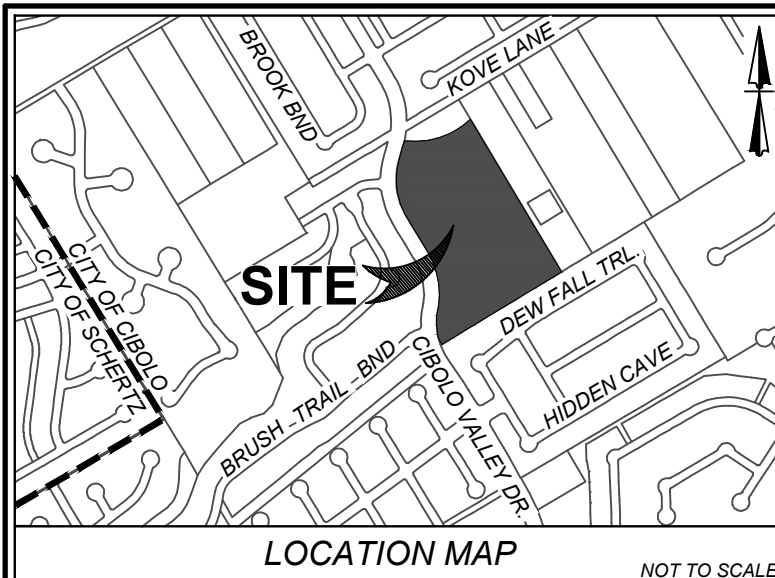 BROOK BND
KOVE LANE
SITE
CITY OF CIBOLO
CITY OF SCHERTZ
DEW FALL TRL.
BRUSH TRAIL BND
CIBOLO VALLEY DR.
HIDDEN CAVE
LOCATION MAP
NOT TO SCALE